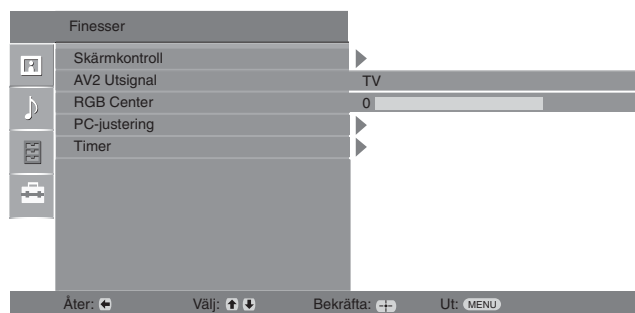 Finesser
Skärmkontroll
AV2 Utsignal TV
RGB Center 0
PC-justering
Timer
Åter: Välj: Bekräfta: Ut: MENU